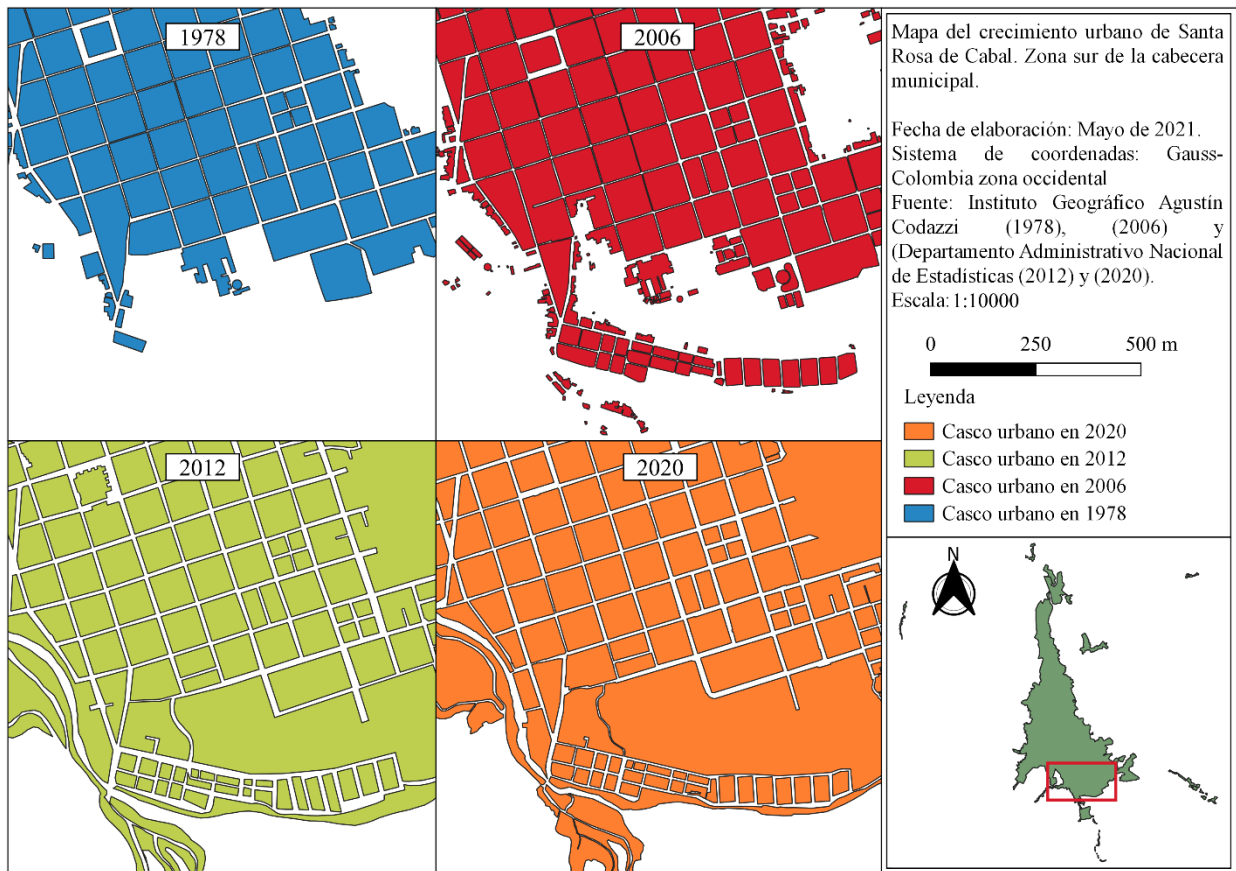 1978
2006
2012
2020
Mapa del crecimiento urbano de Santa
Rosa de Cabal. Zona sur de la cabecera
municipal.
Fecha de elaboración: Mayo de 2021.
Sistema de coordenadas: Gauss-
Colombia zona occidental
Fuente: Instituto Geográfico Agustín
Codazzi (1978), (2006) y
(Departamento Administrativo Nacional
de Estadísticas (2012) y (2020).
Escala: 1:10000
0 250 500 m
Leyenda
Casco urbano en 2020
Casco urbano en 2012
Casco urbano en 2006
Casco urbano en 1978
N